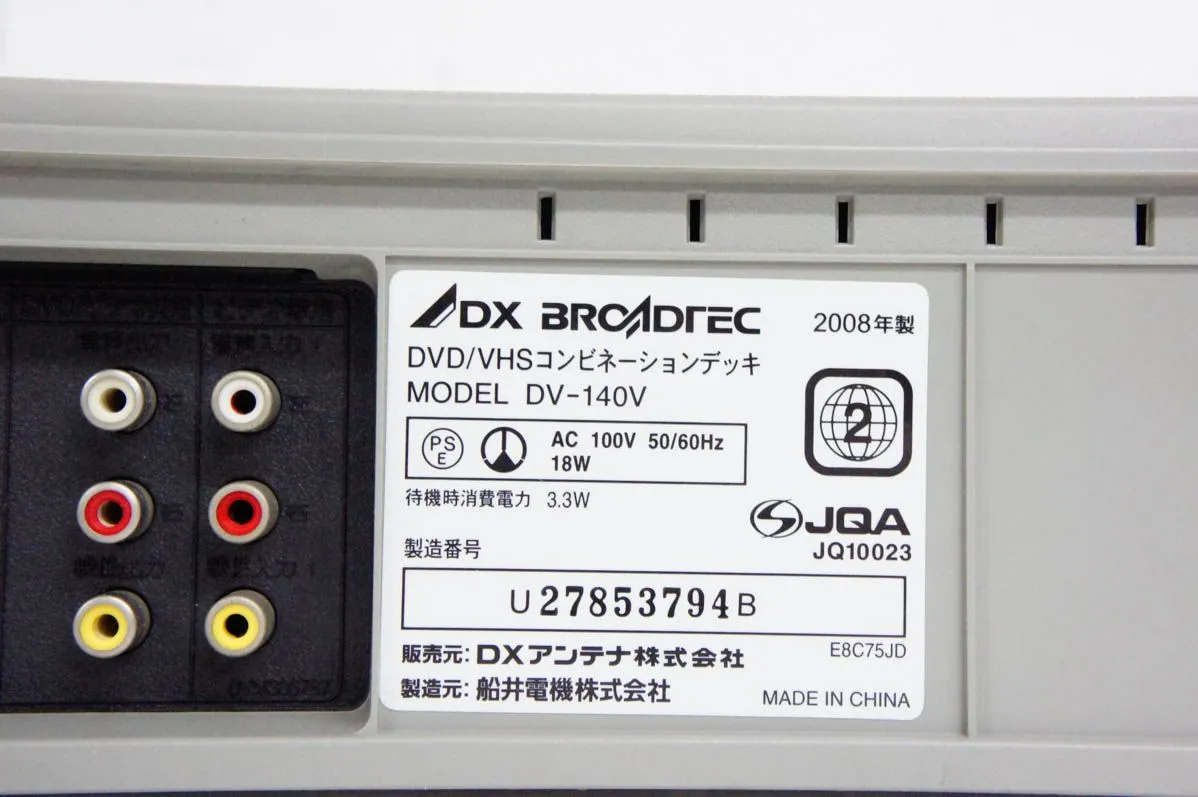 DX BROADTEC
2008年製
DVD/VHSコンビネーションデッキ
MODEL DV-140V
PS
E
AC 100V 50/60Hz
18W
2
待機時消費電力 3.3W
JQA
JQ10023
製造番号
U27853794B
E8C75JD
販売元: DXアンテナ株式会社
製造元: 船井電機株式会社
MADE IN CHINA